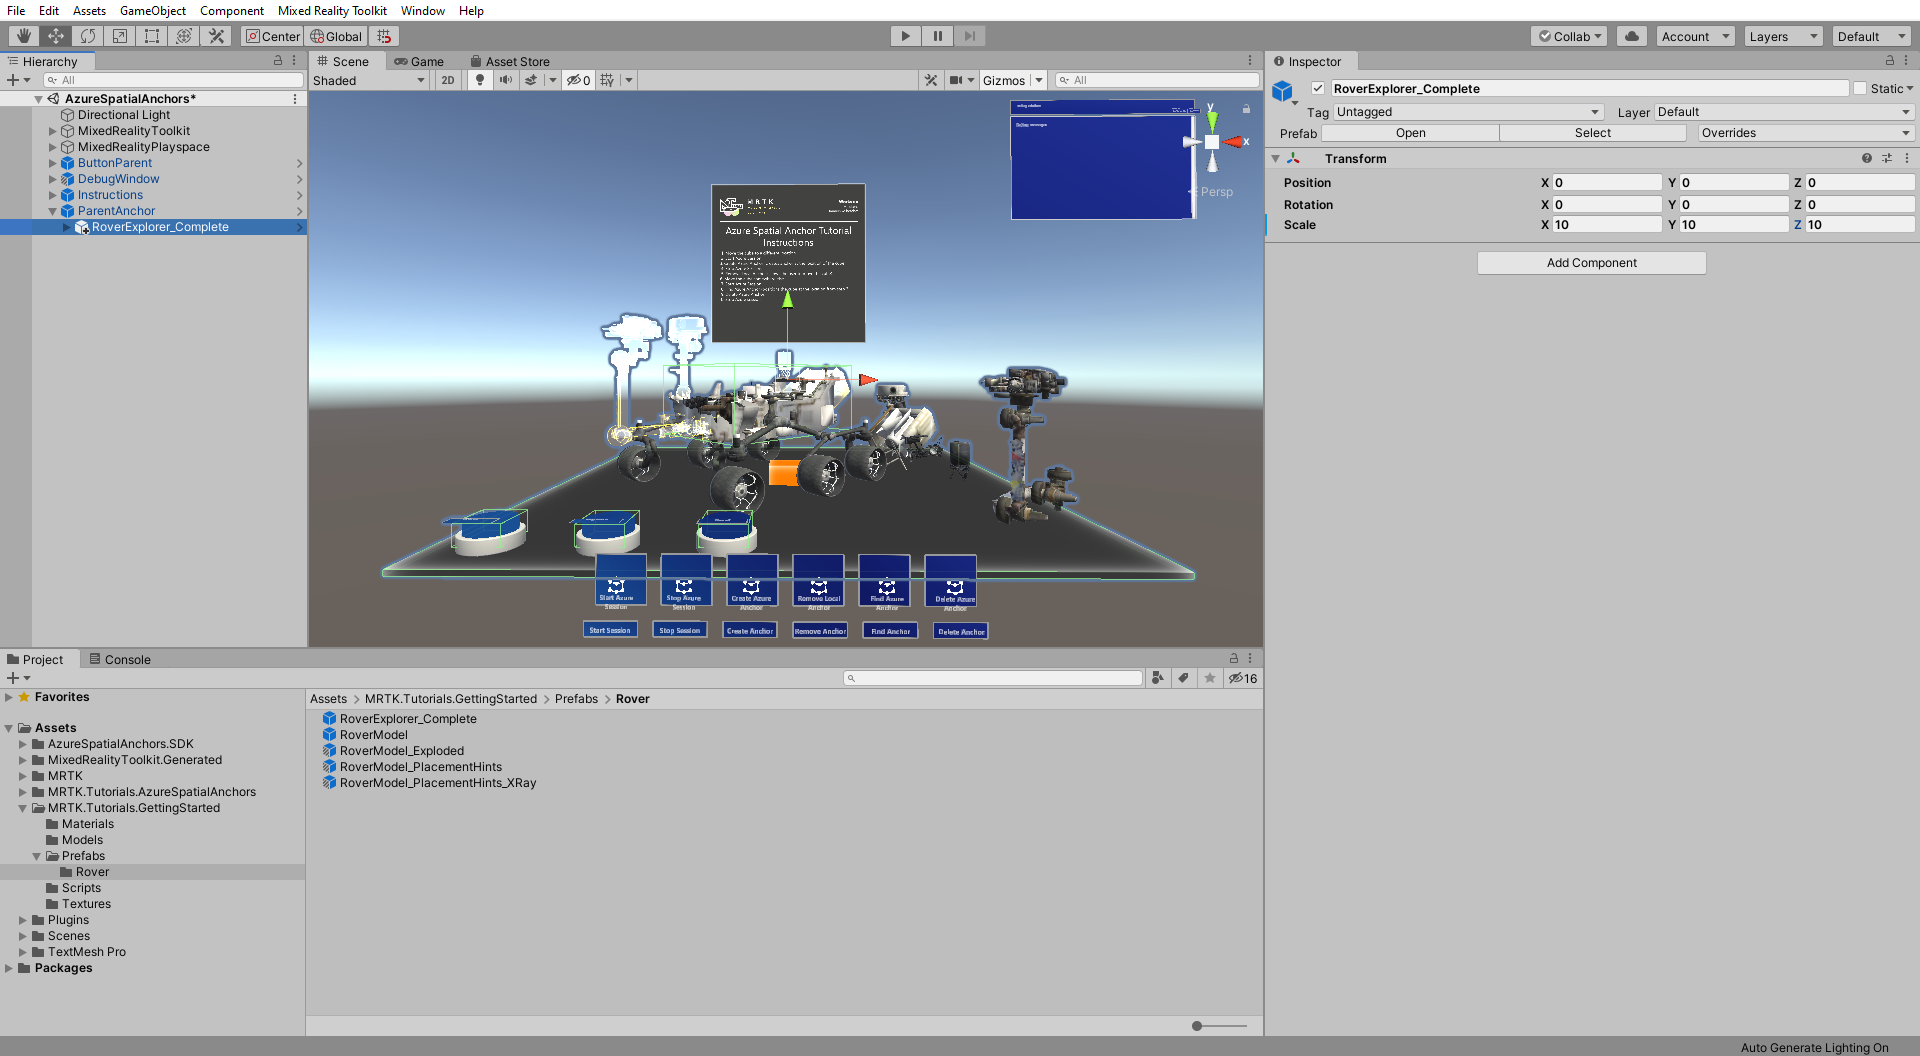 File Edit Assets GameObject Component Mixed Reality Toolkit Window Help
Center Global Collab Account Layers Default
Hierarchy
All
AzureSpatialAnchors*
Directional Light
MixedRealityToolkit
MixedRealityPlayspace
ButtonParent
DebugWindow
Instructions
ParentAnchor
RoverExplorer_Complete
Scene Game Asset Store
Shaded 2D 0 Gizmos All
MRTK
Azure Spatial Anchor Tutorial
Instructions
y
x
Persp
Start Azure Session
Stop Azure Session
Create Azure Anchor
Remove Local Anchor
Find Azure Anchor
Delete Azure Anchor
Start Session Stop Session Create Anchor Remove Anchor Find Anchor Delete Anchor
Inspector
RoverExplorer_Complete Static
Tag Untagged Layer Default
Prefab Open Select Overrides
Transform
Position X 0 Y 0 Z 0
Rotation X 0 Y 0 Z 0
Scale X 10 Y 10 Z 10
Add Component
Project Console
16
Favorites
Assets
AzureSpatialAnchors.SDK
MixedRealityToolkit.Generated
MRTK
MRTK.Tutorials.AzureSpatialAnchors
MRTK.Tutorials.GettingStarted
Materials
Models
Prefabs
Rover
Scripts
Textures
Plugins
Scenes
TextMesh Pro
Packages
Assets > MRTK.Tutorials.GettingStarted > Prefabs > Rover
RoverExplorer_Complete
RoverModel
RoverModel_Exploded
RoverModel_PlacementHints
RoverModel_PlacementHints_XRay
Auto Generate Lighting On